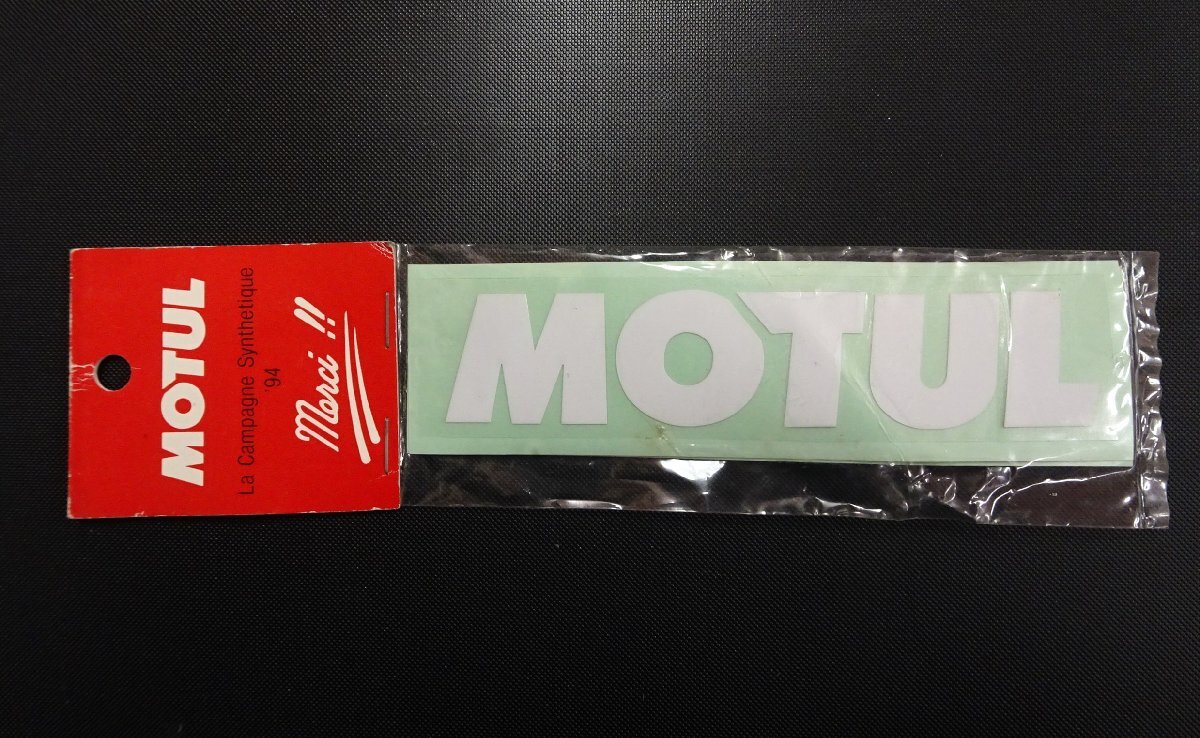 MOTUL
La Campagne Synthetique
'94
Merci !!
MOTUL